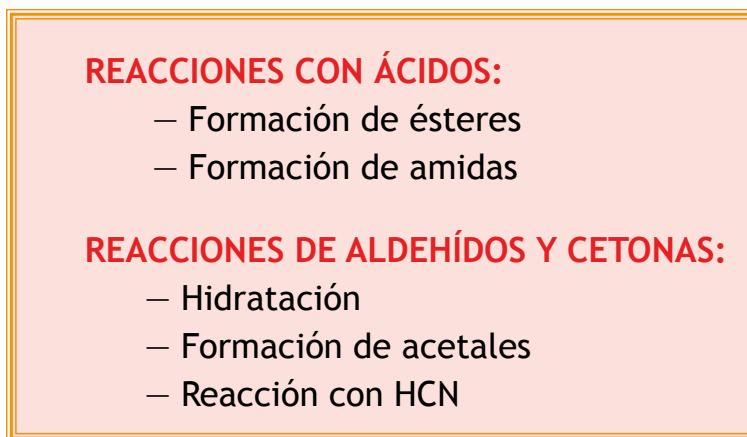 REACCIONES CON ÁCIDOS:
— Formación de ésteres
— Formación de amidas
REACCIONES DE ALDEHÍDOS Y CETONAS:
— Hidratación
— Formación de acetales
— Reacción con HCN